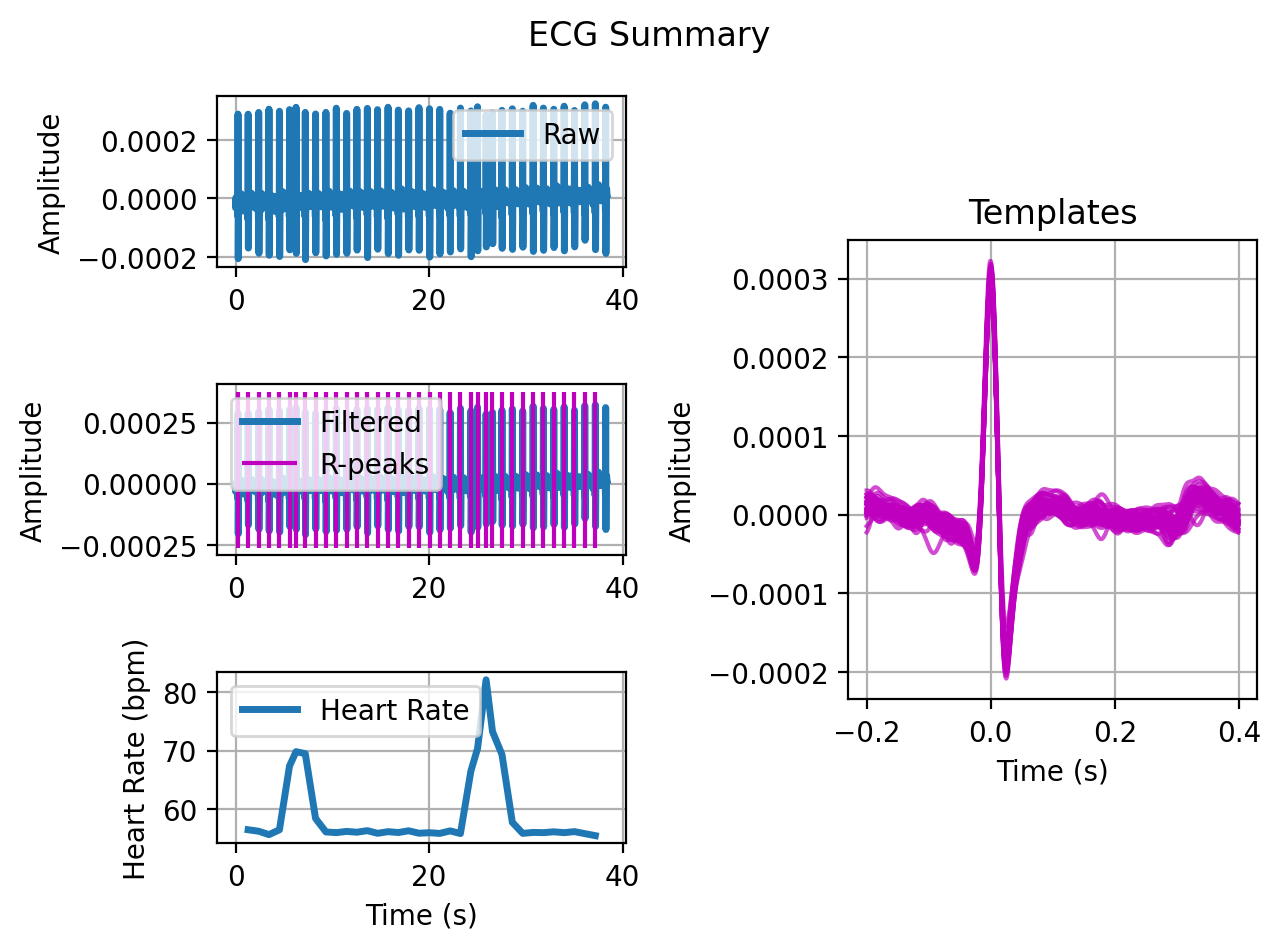 ECG Summary
Amplitude
0.0002
0.0000
−0.0002
Raw
0 20 40
Amplitude
0.00025
0.00000
−0.00025
Filtered
R-peaks
0 20 40
Heart Rate (bpm)
80
70
60
Heart Rate
0 20 40
Time (s)
Templates
Amplitude
0.0003
0.0002
0.0001
0.0000
−0.0001
−0.0002
−0.2 0.0 0.2 0.4
Time (s)